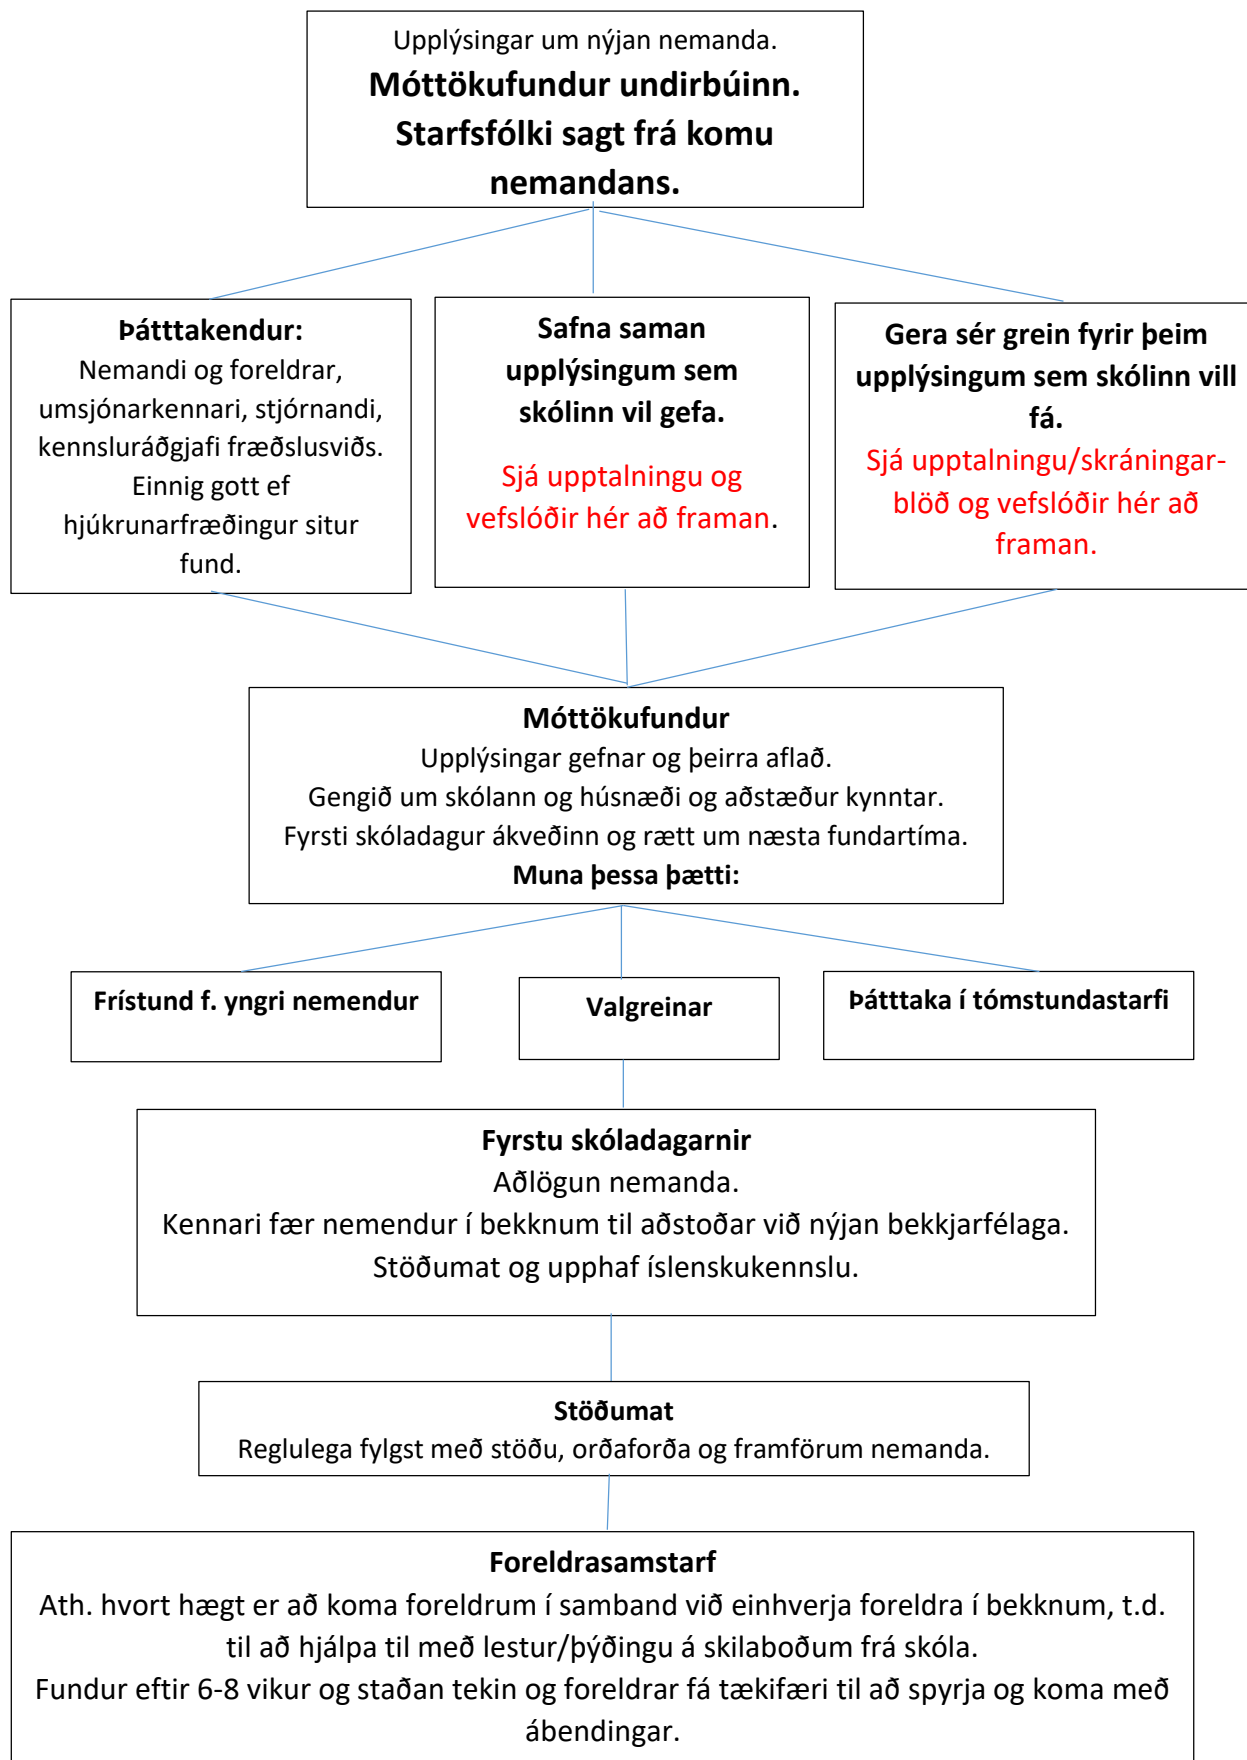 Upplýsingar um nýjan nemanda.
Móttökufundur undirbúinn.
Starfsfólki sagt frá komu
nemandans.
Þátttakendur:
Nemandi og foreldrar,
umsjónarkennari, stjórnandi,
kennsluráðgjafi fræðslusviðs.
Einnig gott ef
hjúkrunarfræðingur situr
fund.
Safna saman
upplýsingum sem
skólinn vil gefa.
Sjá upptalningu og
vefslóðir hér að framan.
Gera sér grein fyrir þeim
upplýsingum sem skólinn vill
fá.
Sjá upptalningu/skráningar-
blöð og vefslóðir hér að
framan.
Móttökufundur
Upplýsingar gefnar og þeirra aflað.
Gengið um skólann og húsnæði og aðstæður kynntar.
Fyrsti skóladagur ákveðinn og rætt um næsta fundartíma.
Muna þessa þætti:
Frístund f. yngri nemendur
Valgreinar
Þátttaka í tómstundastarfi
Fyrstu skóladagarnir
Aðlögun nemanda.
Kennari fær nemendur í bekknum til aðstoðar við nýjan bekkjarfélaga.
Stöðumat og upphaf íslenskukennslu.
Stöðumat
Reglulega fylgst með stöðu, orðaforða og framförum nemanda.
Foreldrasamstarf
Ath. hvort hægt er að koma foreldrum í samband við einhverja foreldra í bekknum, t.d.
til að hjálpa til með lestur/þýðingu á skilaboðum frá skóla.
Fundur eftir 6-8 vikur og staðan tekin og foreldrar fá tækifæri til að spyrja og koma með
ábendingar.